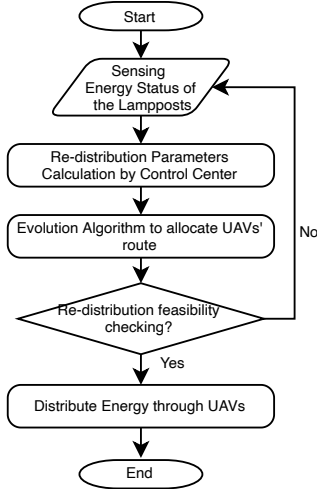 Start
Sensing
Energy Status of
the Lampposts
Re-distribution Parameters
Calculation by Control Center
Evolution Algorithm to allocate UAVs'
route
No
Re-distribution feasibility
checking?
Yes
Distribute Energy through UAVs
End